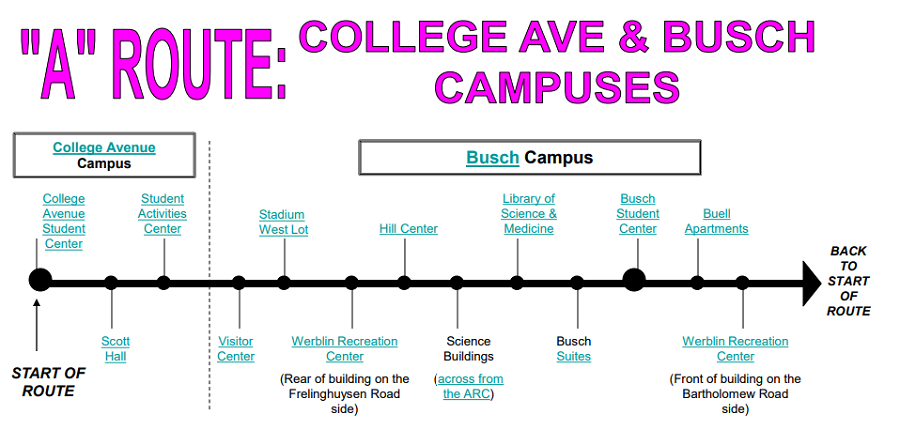 "A" ROUTE:
COLLEGE AVE & BUSCH
CAMPUSES
College Avenue
Campus
Busch Campus
College
Avenue
Student
Center
Student
Activities
Center
Stadium
West Lot
Hill Center
Library of
Science &
Medicine
Busch
Student
Center
Buell
Apartments
BACK
TO
START
OF
ROUTE
START OF
ROUTE
Scott
Hall
Visitor
Center
Werblin Recreation
Center
(Rear of building on the
Frelinghuysen Road
side)
Science
Buildings
(across from
the ARC)
Busch
Suites
Werblin Recreation
Center
(Front of building on the
Bartholomew Road
side)